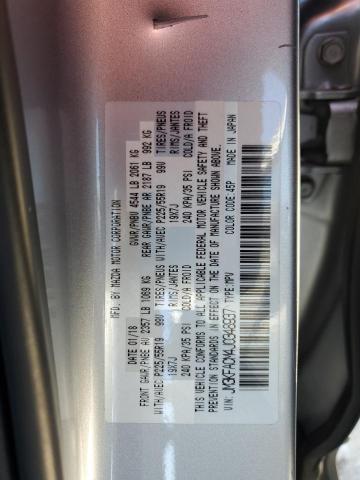 MFD. BY MAZDA MOTOR CORPORATION
DATE 01/18 GVWR/PNBV 4544 LB 2061 KG
FRONT GAWR/PNBE AV 2357 LB 1069 KG REAR GAWR/PNBE AR 2187 LB 992 KG
WITH/AVEC P225/55R19 99V TIRES/PNEUS WITH/AVEC P225/55R19 99V TIRES/PNEUS
19X7J RIMS/JANTES 19X7J RIMS/JANTES
240 KPA/35 PSI COLD/A FROID 240 KPA/35 PSI COLD/A FROID
THIS VEHICLE CONFORMS TO ALL APPLICABLE FEDERAL MOTOR VEHICLE SAFETY AND THEFT
PREVENTION STANDARDS IN EFFECT ON THE DATE OF MANUFACTURE SHOWN ABOVE.
TYPE:MPV COLOR CODE:45P MADE IN JAPAN